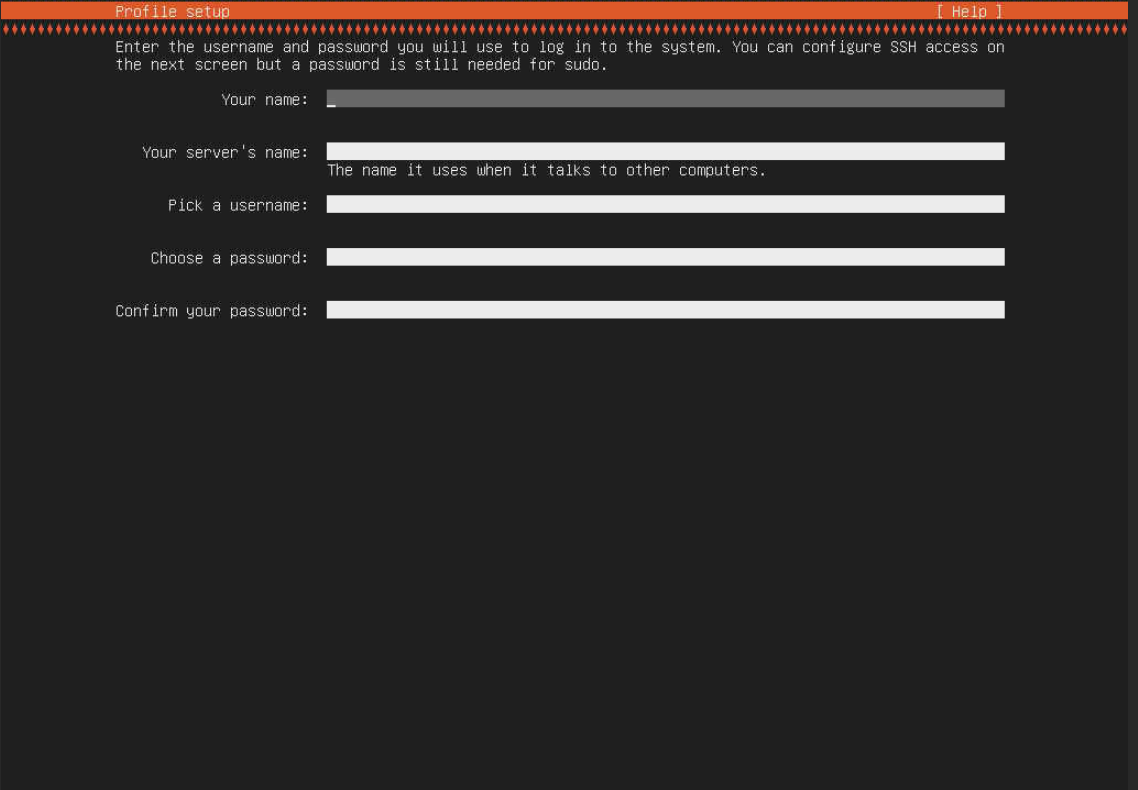 Profile setup [ Help ]
Enter the username and password you will use to log in to the system. You can configure SSH access on
the next screen but a password is still needed for sudo.
Your name:
Your server's name:
The name it uses when it talks to other computers.
Pick a username:
Choose a password:
Confirm your password: